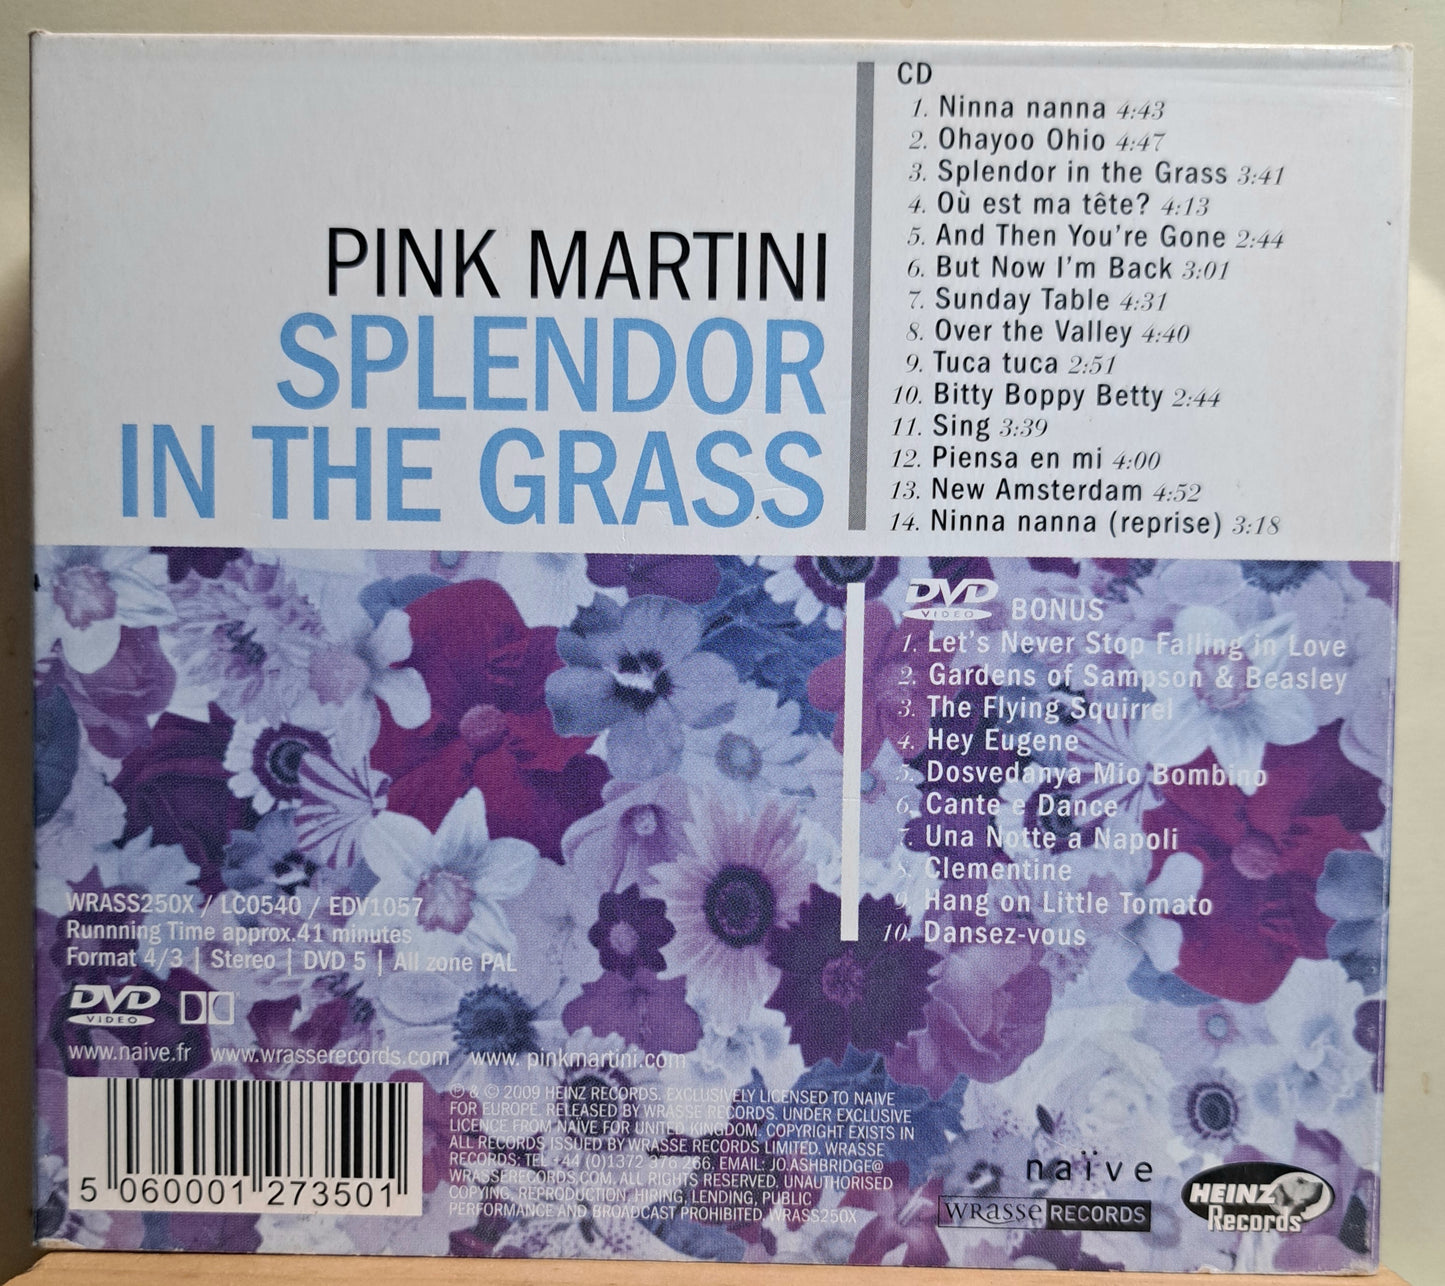 PINK MARTINI
SPLENDOR
IN THE GRASS
CD
1. Ninna nanna 4:43
2. Ohayoo Ohio 4:47
3. Splendor in the Grass 3:41
4. Où est ma tête? 4:13
5. And Then You're Gone 2:44
6. But Now I'm Back 3:01
7. Sunday Table 4:31
8. Over the Valley 4:40
9. Tuca tuca 2:51
10. Bitty Boppy Betty 2:44
11. Sing 3:39
12. Piensa en mi 4:00
13. New Amsterdam 4:52
14. Ninna nanna (reprise) 3:18
DVD VIDEO BONUS
1. Let's Never Stop Falling in Love
2. Gardens of Sampson & Beasley
3. The Flying Squirrel
4. Hey Eugene
5. Dosvedanya Mio Bombino
6. Cante e Dance
7. Una Notte a Napoli
8. Clementine
9. Hang on Little Tomato
10. Dansez-vous
WRASS250X / LC0540 / EDV1057
Runnning Time approx.41 minutes
Format 4/3 | Stereo | DVD 5 | All zone PAL
DVD VIDEO
www.naive.fr www.wrasserecords.com www. pinkmartini.com
℗ & © 2009 HEINZ RECORDS. EXCLUSIVELY LICENSED TO NAIVE
FOR EUROPE. RELEASED BY WRASSE RECORDS. UNDER EXCLUSIVE
LICENCE FROM NAÏVE FOR UNITED KINGDOM. COPYRIGHT EXISTS IN
ALL RECORDS ISSUED BY WRASSE RECORDS LIMITED. WRASSE
RECORDS: TEL +44 (0)1372 376 266, EMAIL: JO.ASHBRIDGE@
WRASSERECORDS.COM. ALL RIGHTS RESERVED. UNAUTHORISED
COPYING, REPRODUCTION, HIRING, LENDING, PUBLIC
PERFORMANCE AND BROADCAST PROHIBITED. WRASS250X
5 060001 273501
naïve
wrasse RECORDS
HEINZ
Records